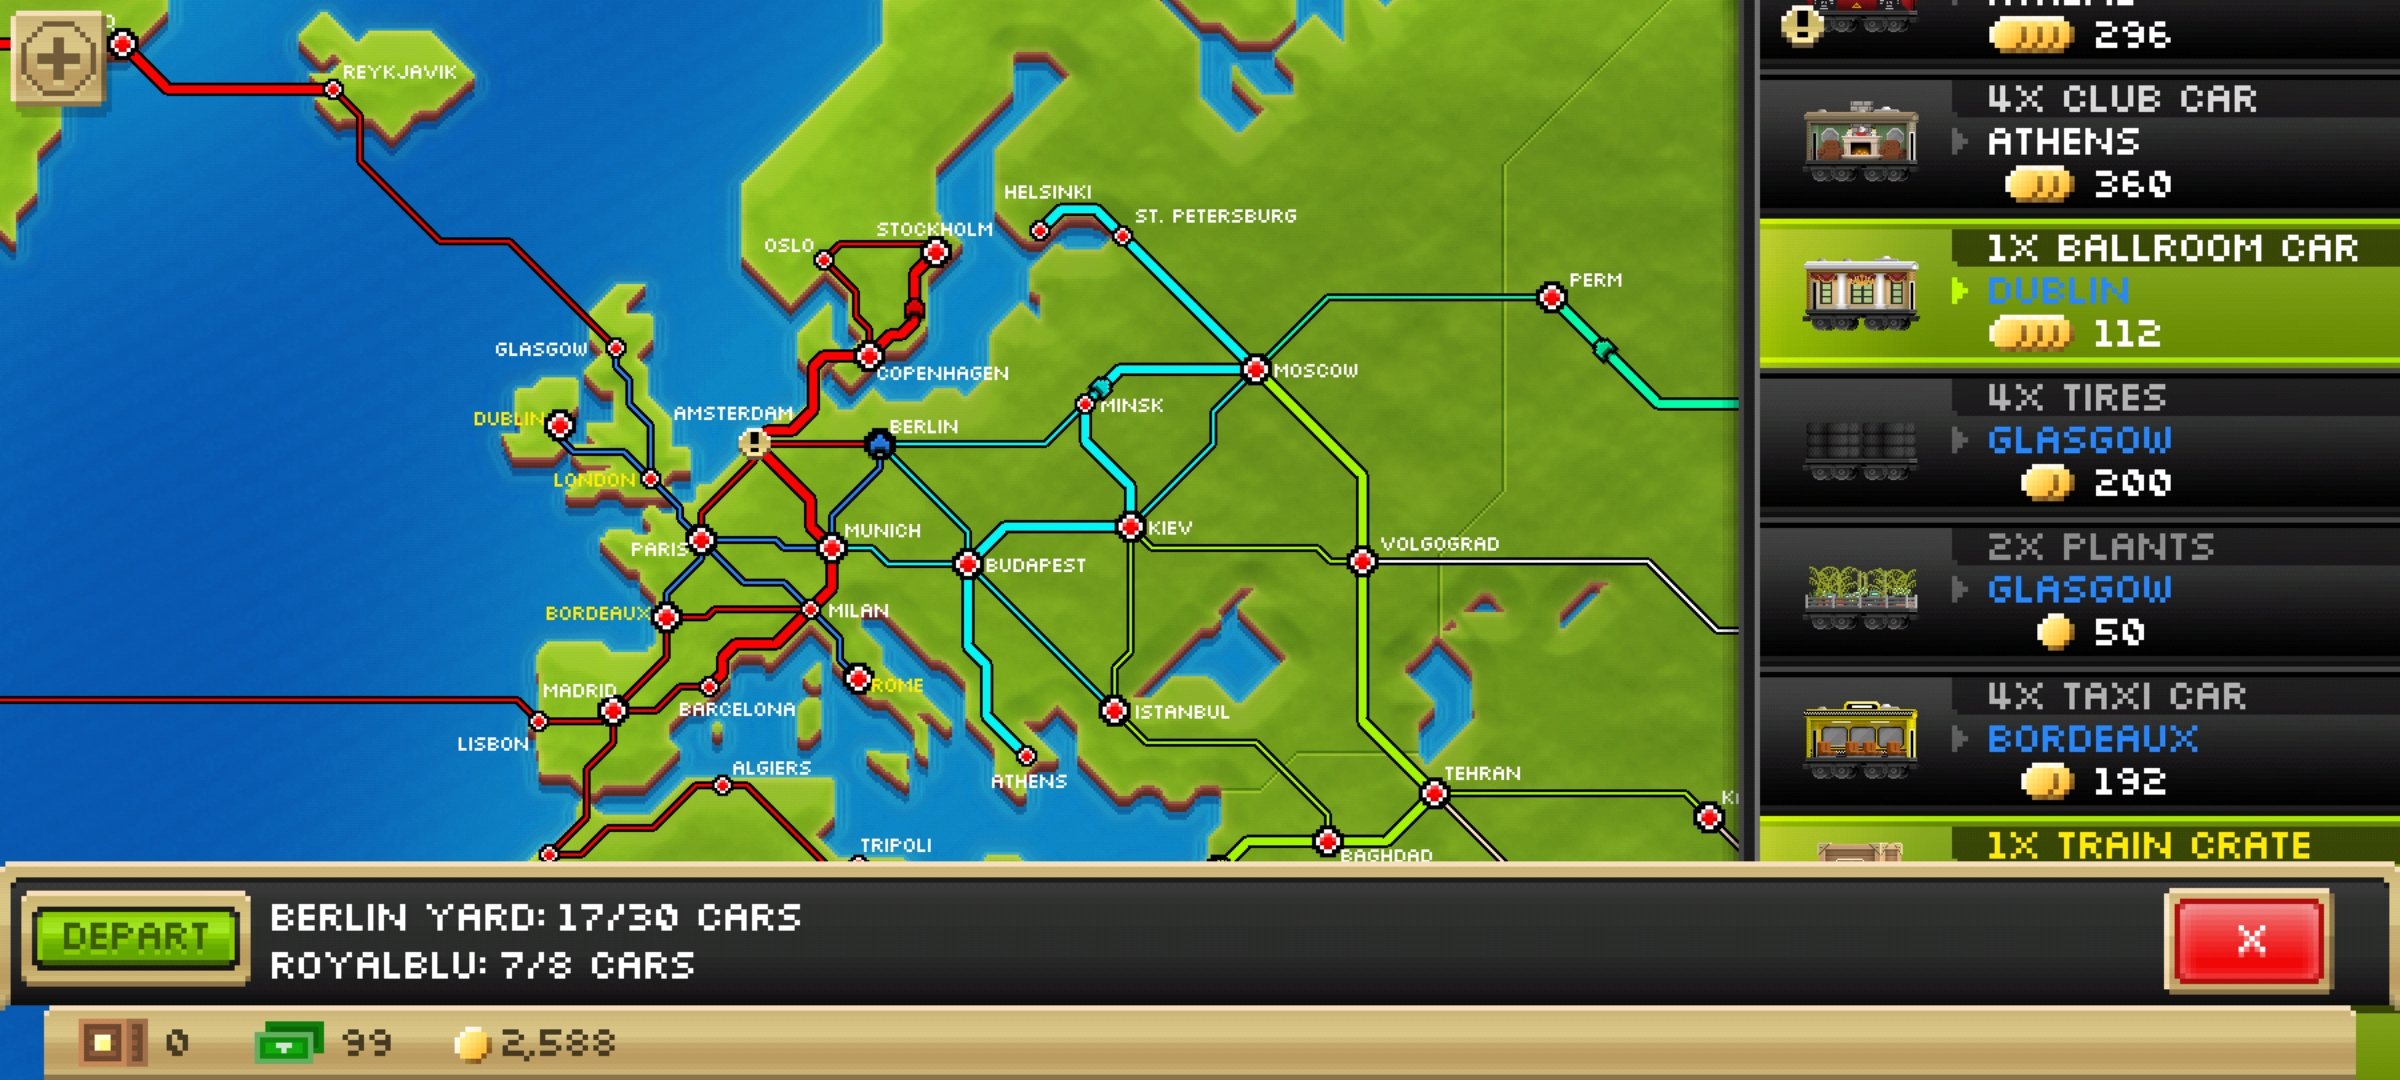 REYKJAVIK
HELSINKI
ST. PETERSBURG
STOCKHOLM
OSLO
PERM
GLASGOW
COPENHAGEN
MOSCOW
AMSTERDAM
MINSK
DUBLIN
BERLIN
LONDON
MUNICH
KIEV
PARIS
BUDAPEST
VOLGOGRAD
BORDEAUX
MILAN
ROME
MADRID
BARCELONA
ISTANBUL
LISBON
ALGIERS
ATHENS
TEHRAN
TRIPOLI
BAGHDAD
296
4X CLUB CAR
ATHENS
360
1X BALLROOM CAR
DUBLIN
112
4X TIRES
GLASGOW
200
2X PLANTS
GLASGOW
50
4X TAXI CAR
BORDEAUX
192
1X TRAIN CRATE
DEPART
BERLIN YARD: 17/30 CARS
ROYALBLU: 7/8 CARS
X
0
99
2,588